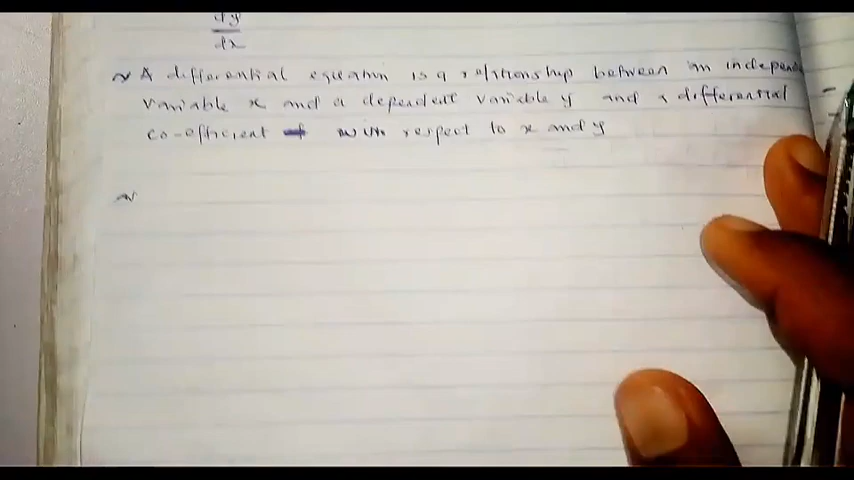 dy
dx
~ A differential equation is a relationship between an independ
variable x and a dependent variable y and a differential
co-efficient with respect to x and y
~